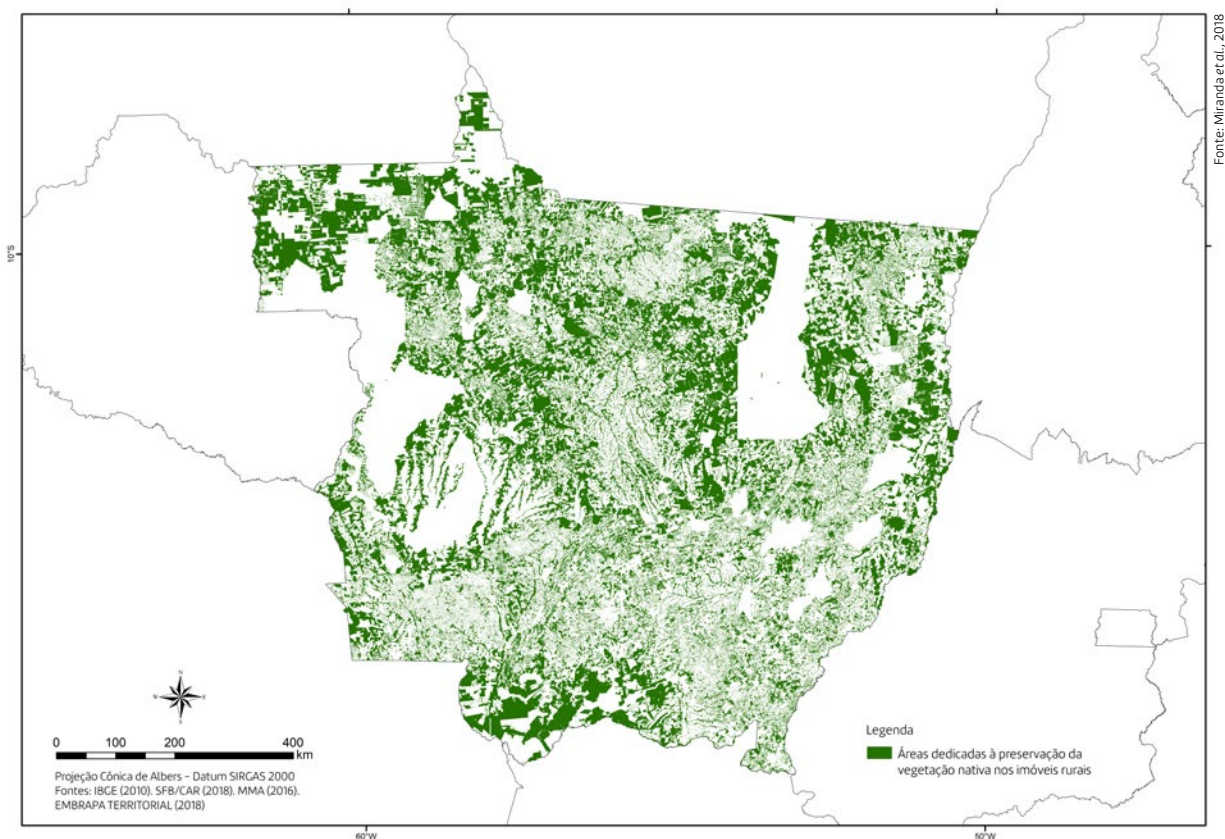 Fonte: Miranda et al., 2018
10°S
N
W
S
0 100 200 400
km
Projeção Cônica de Albers - Datum SIRGAS 2000
Fontes: IBGE (2010). SFB/CAR (2018). MMA (2016).
EMBRAPA TERRITORIAL (2018)
Legenda
Áreas dedicadas à preservação da
vegetação nativa nos imóveis rurais
60°W
50°W